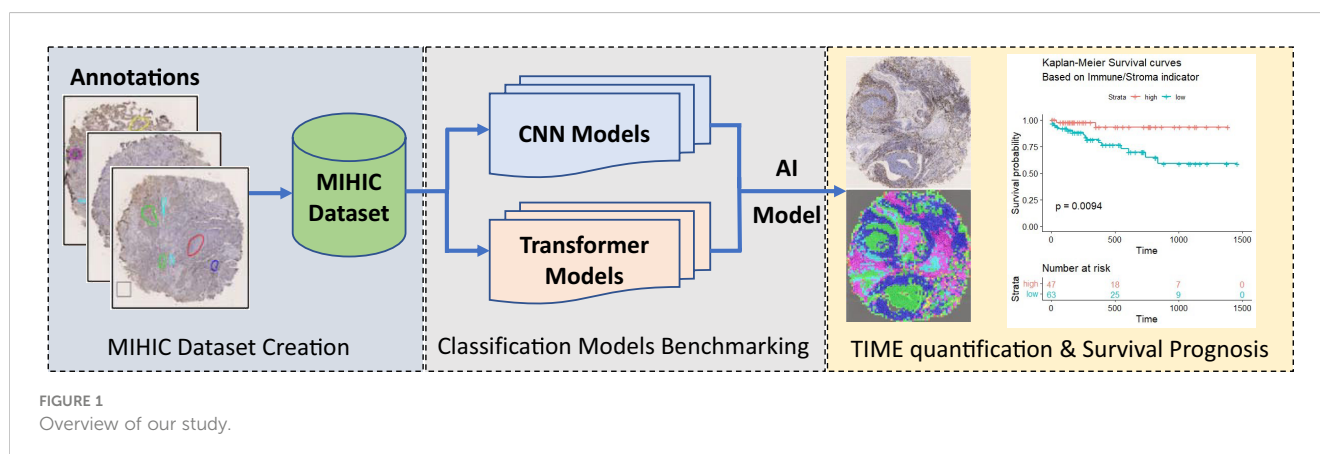 Annotations
MIHIC
Dataset
MIHIC Dataset Creation
CNN Models
Transformer
Models
Classification Models Benchmarking
AI
Model
Kaplan-Meier Survival curves
Based on Immune/Stroma indicator
Strata high low
Survival probability
1.00
0.75
0.50
0.25
0.00
p = 0.0094
0 500 1000 1500
Time
Number at risk
Strata
high 47 18 7 0
low 63 25 9 0
0 500 1000 1500
Time
TIME quantification & Survival Prognosis
FIGURE 1
Overview of our study.